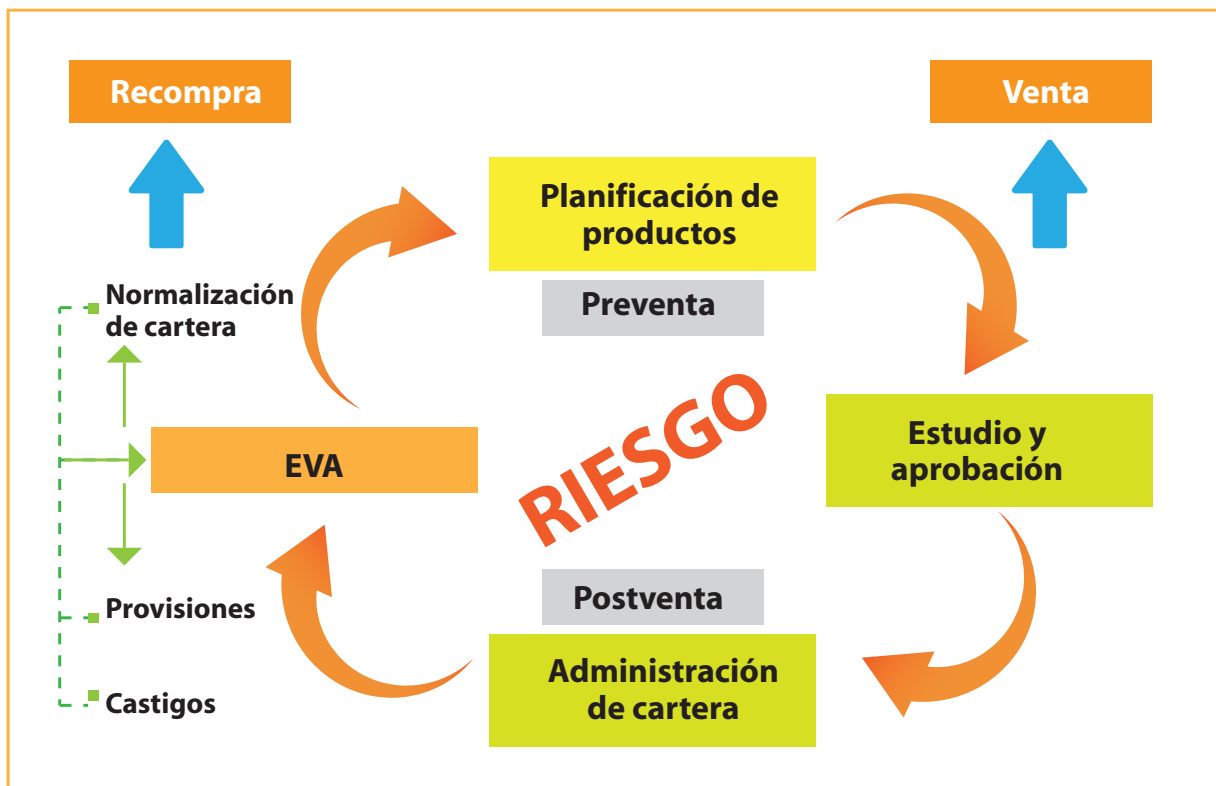 Recompra
Venta
Planificación de
productos
Preventa
Normalización
de cartera
RIESGO
Estudio y
aprobación
EVA
Postventa
Provisiones
Administración
de cartera
Castigos